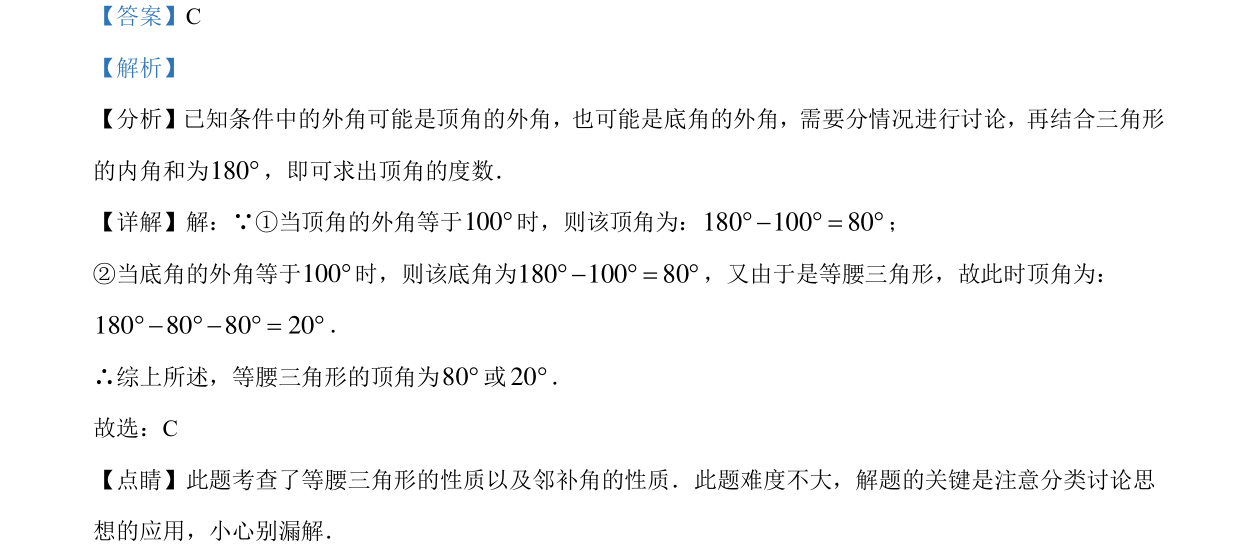 【答案】C
【解析】
【分析】已知条件中的外角可能是顶角的外角，也可能是底角的外角，需要分情况进行讨论，再结合三角形
的内角和为180°，即可求出顶角的度数．
【详解】解：∵①当顶角的外角等于100°时，则该顶角为：180°−100°＝80°；
②当底角的外角等于100°时，则该底角为180°−100°＝80°，又由于是等腰三角形，故此时顶角为：
180°−80°−80°＝20°．
∴综上所述，等腰三角形的顶角为80°或20°．
故选：C
【点睛】此题考查了等腰三角形的性质以及邻补角的性质．此题难度不大，解题的关键是注意分类讨论思
想的应用，小心别漏解．